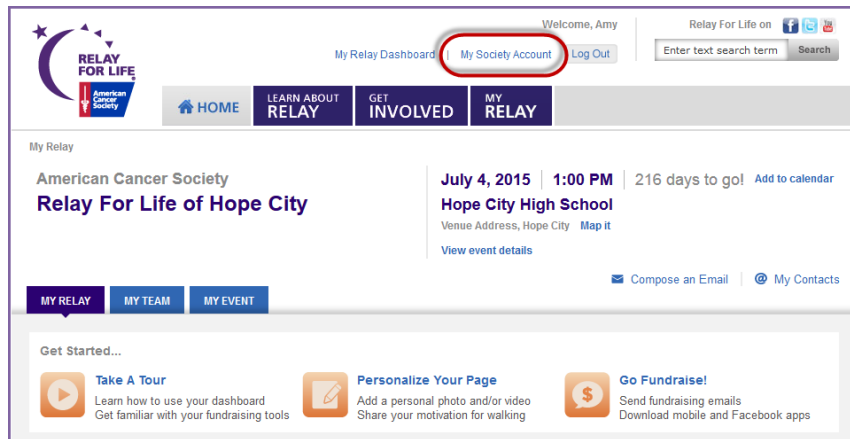 Welcome, Amy
Relay For Life on
My Relay Dashboard | My Society Account Log Out
Enter text search term Search
RELAY
FOR LIFE
American
Cancer
Society
HOME
LEARN ABOUT
RELAY
GET
INVOLVED
MY
RELAY
My Relay
American Cancer Society
Relay For Life of Hope City
July 4, 2015 | 1:00 PM | 216 days to go! Add to calendar
Hope City High School
Venue Address, Hope City Map it
View event details
Compose an Email @ My Contacts
MY RELAY MY TEAM MY EVENT
Get Started...
Take A Tour
Learn how to use your dashboard
Get familiar with your fundraising tools
Personalize Your Page
Add a personal photo and/or video
Share your motivation for walking
$
Go Fundraise!
Send fundraising emails
Download mobile and Facebook apps